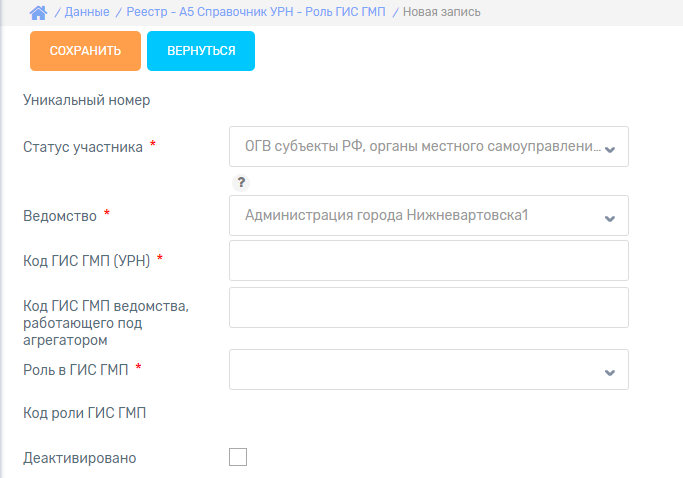 / Данные / Реестр - А5 Справочник УРН - Роль ГИС ГМП / Новая запись
СОХРАНИТЬ ВЕРНУТЬСЯ
Уникальный номер
Статус участника * ОГВ субъекты РФ, органы местного самоуправлени...
?
Ведомство * Администрация города Нижневартовска1
Код ГИС ГМП (УРН) *
Код ГИС ГМП ведомства,
работающего под
агрегатором
Роль в ГИС ГМП *
Код роли ГИС ГМП
Деактивировано